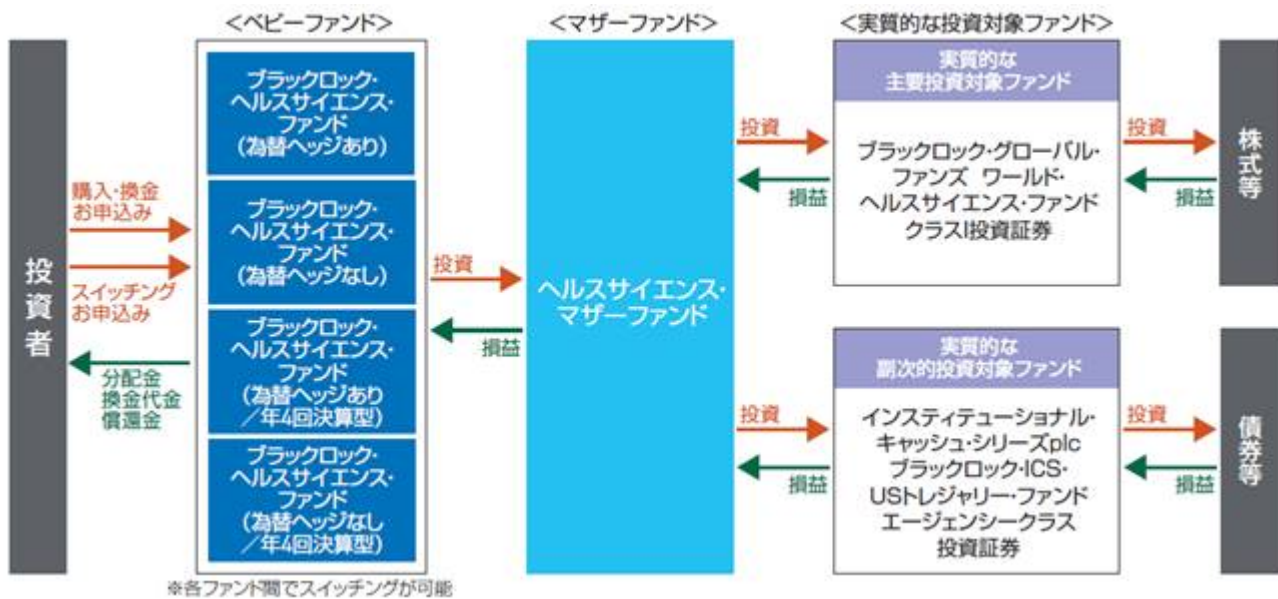 <ベビーファンド>
<マザーファンド>
<実質的な投資対象ファンド>
投資者
購入・換金
お申込み
スイッチング
お申込み
分配金
換金代金
償還金
ブラックロック・
ヘルスサイエンス・
ファンド
(為替ヘッジあり)
ブラックロック・
ヘルスサイエンス・
ファンド
(為替ヘッジなし)
ブラックロック・
ヘルスサイエンス・
ファンド
(為替ヘッジあり
/年4回決算型)
ブラックロック・
ヘルスサイエンス・
ファンド
(為替ヘッジなし
/年4回決算型)
※各ファンド間でスイッチングが可能
投資
損益
ヘルスサイエンス・
マザーファンド
投資
損益
実質的な
主要投資対象ファンド
ブラックロック・グローバル・
ファンズ ワールド・
ヘルスサイエンス・ファンド
クラスI投資証券
投資
損益
株式等
投資
損益
実質的な
副次的投資対象ファンド
インスティテューショナル・
キャッシュ・シリーズplc
ブラックロック・ICS・
USトレジャリー・ファンド
エージェンシークラス
投資証券
投資
損益
債券等